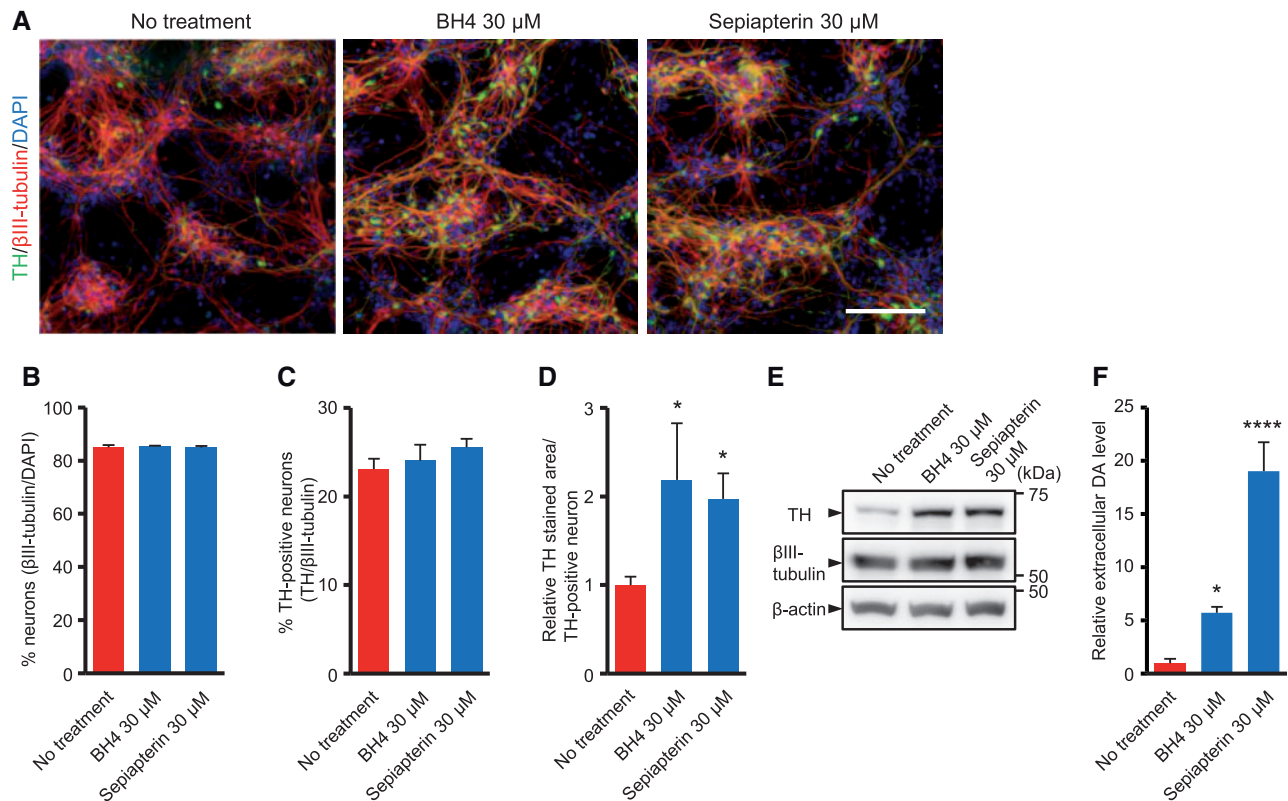 A
No treatment
BH4 30 µM
Sepiapterin 30 µM
TH/βIII-tubulin/DAPI
B
% neurons (βIII-tubulin/DAPI)
100
80
60
40
20
0
No treatment
BH4 30 µM
Sepiapterin 30 µM
C
% TH-positive neurons
(TH/βIII-tubulin)
30
20
10
0
No treatment
BH4 30 µM
Sepiapterin 30 µM
D
Relative TH stained area/
TH-positive neuron
3
2
1
0
*
*
No treatment
BH4 30 µM
Sepiapterin 30 µM
E
No treatment
BH4 30 µM
Sepiapterin
30 µM
(kDa)
75
TH
βIII-
tubulin
50
50
β-actin
F
Relative extracellular DA level
25
20
15
10
5
0
*
****
No treatment
BH4 30 µM
Sepiapterin 30 µM